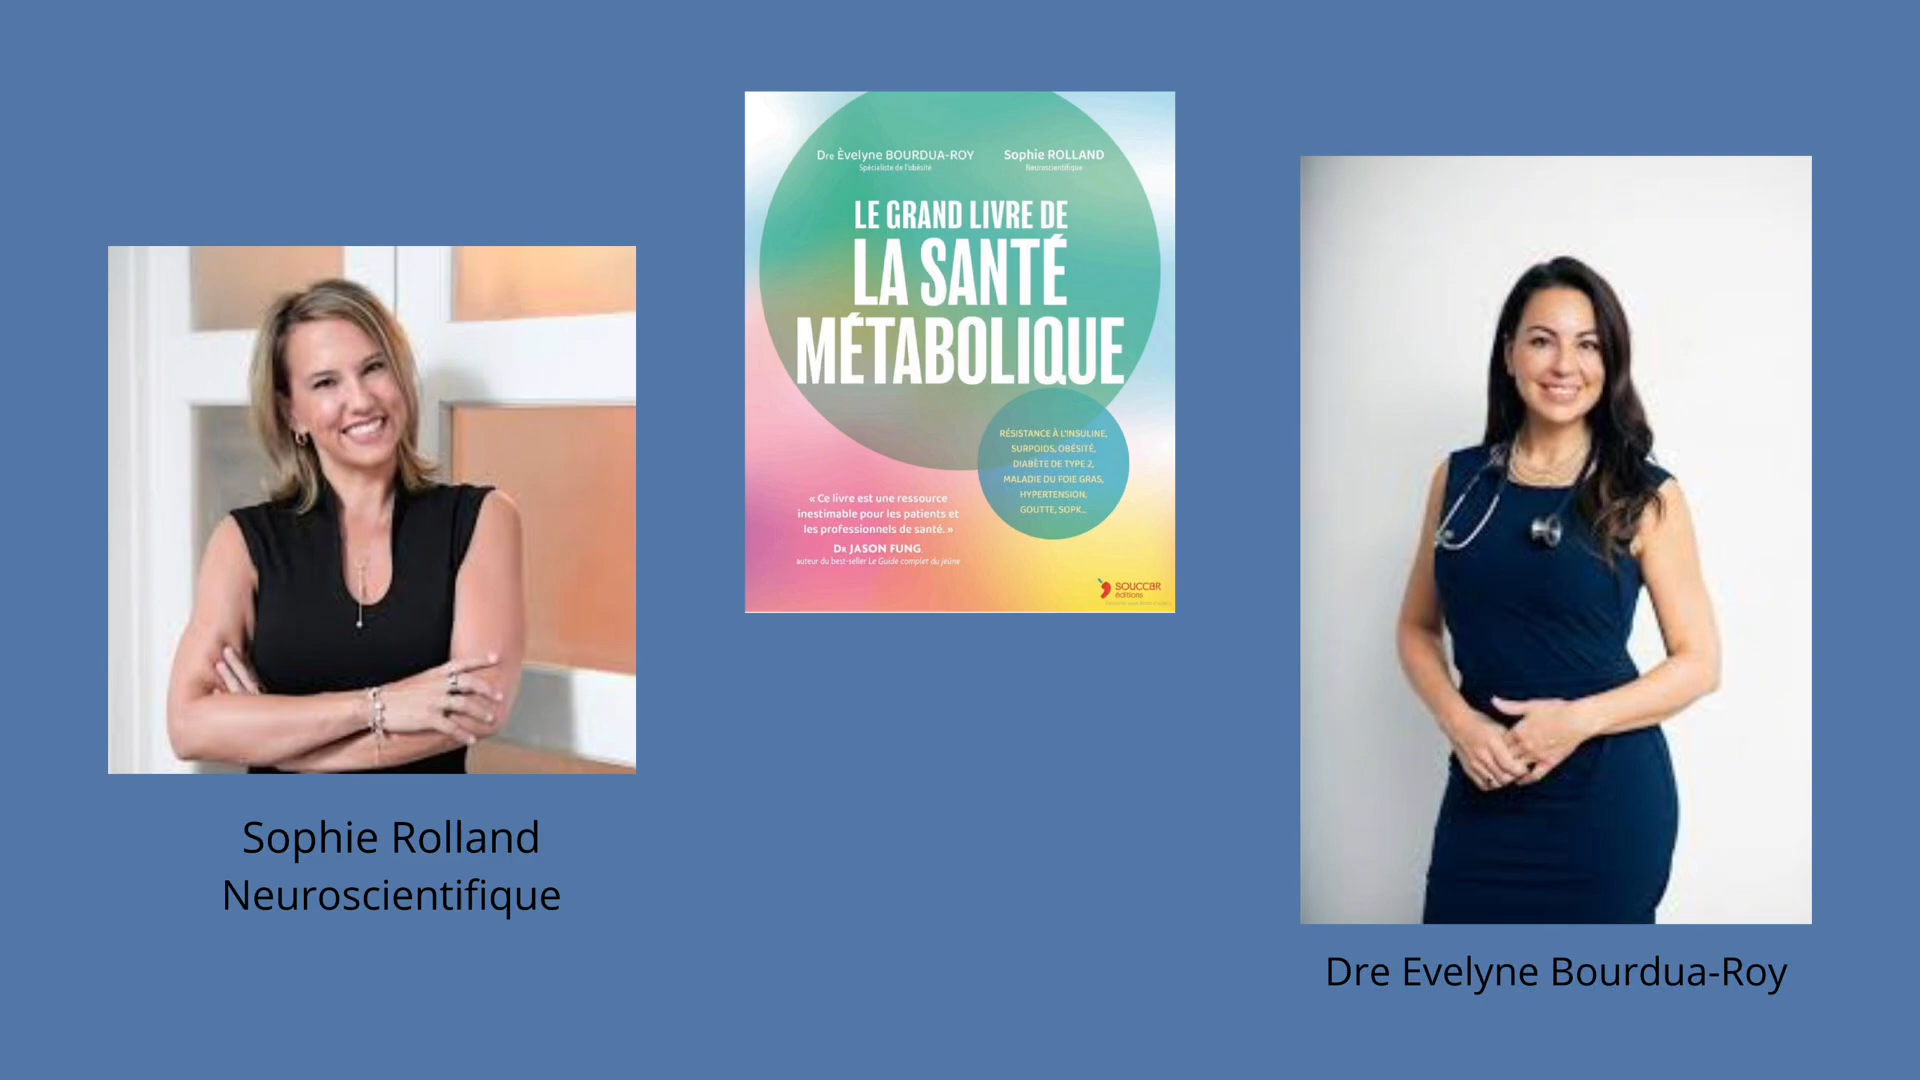 Dre Èvelyne BOURDUA-ROY
Spécialiste de l'obésité
Sophie ROLLAND
Neuroscientifique
LE GRAND LIVRE DE
LA SANTÉ
MÉTABOLIQUE
RÉSISTANCE À L'INSULINE,
SURPOIDS, OBÉSITÉ,
DIABÈTE DE TYPE 2,
MALADIE DU FOIE GRAS,
HYPERTENSION,
GOUTTE, SOPK...
« Ce livre est une ressource
inestimable pour les patients et
les professionnels de santé. »
DR JASON FUNG
auteur du best-seller Le Guide complet du jeûne
souccar
éditions
Sophie Rolland
Neuroscientifique
Dre Evelyne Bourdua-Roy